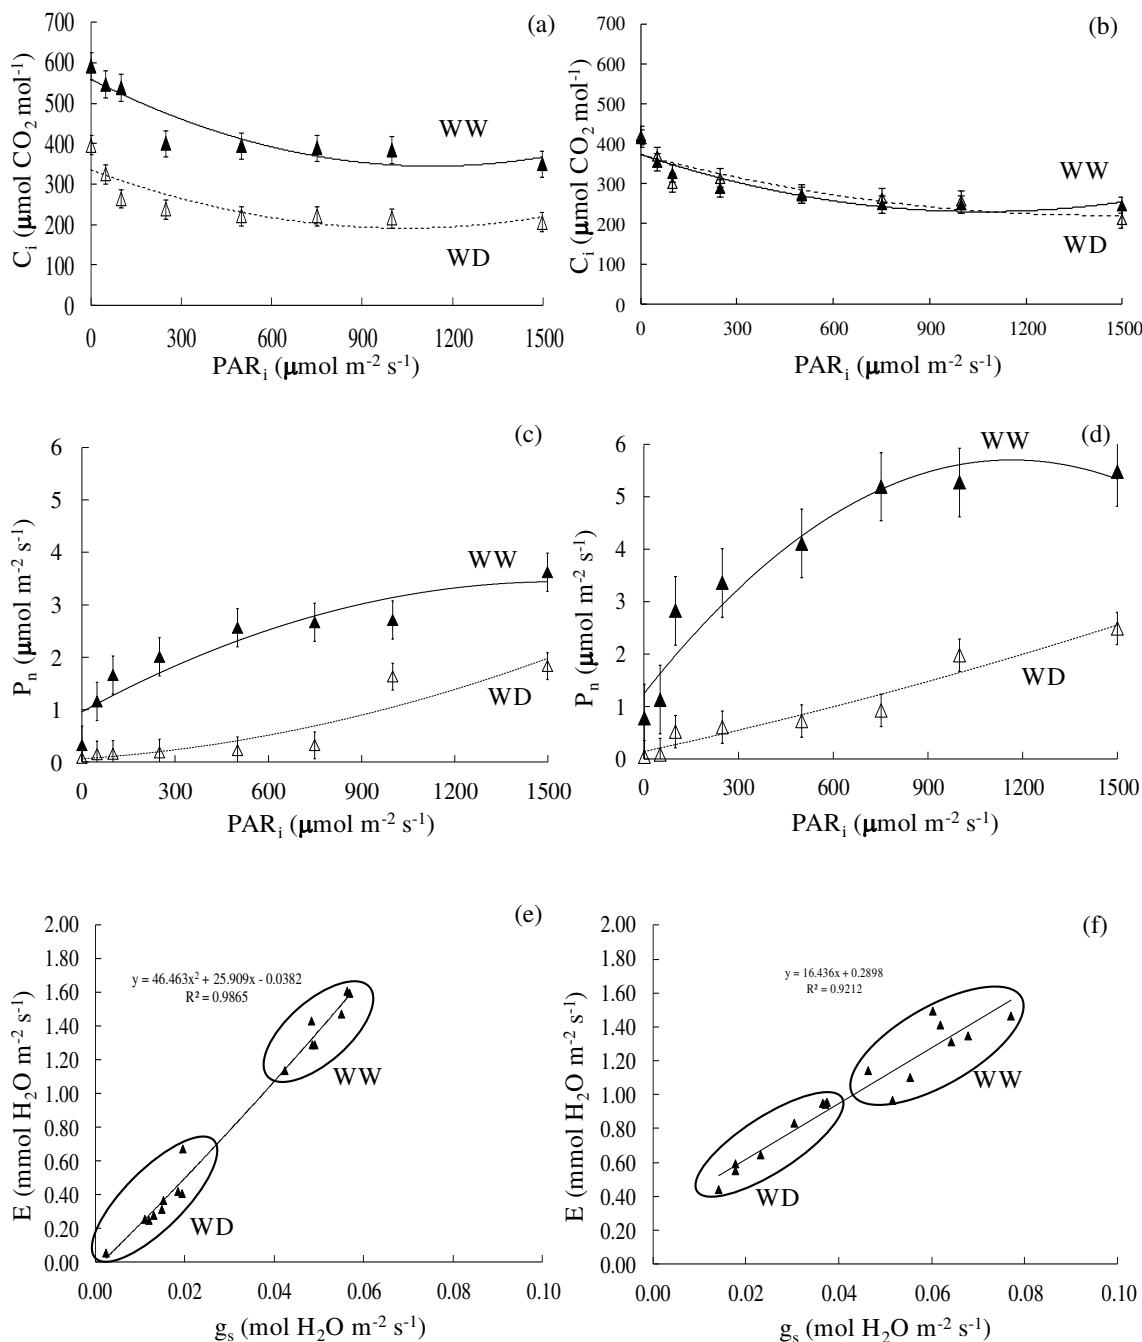 (a)
700
600
500
400
300
200
100
0
C_i (μmol CO₂ mol⁻¹)
WW
WD
0 300 600 900 1200 1500
PAR_i (μmol m⁻² s⁻¹)
(b)
700
600
500
400
300
200
100
0
C_i (μmol CO₂ mol⁻¹)
WW
WD
0 300 600 900 1200 1500
PAR_i (μmol m⁻² s⁻¹)
(c)
6
5
4
3
2
1
0
P_n (μmol m⁻² s⁻¹)
WW
WD
0 300 600 900 1200 1500
PAR_i (μmol m⁻² s⁻¹)
(d)
6
5
4
3
2
1
0
P_n (μmol m⁻² s⁻¹)
WW
WD
0 300 600 900 1200 1500
PAR_i (μmol m⁻² s⁻¹)
(e)
2.00
1.80
1.60
1.40
1.20
1.00
0.80
0.60
0.40
0.20
0.00
E (mmol H₂O m⁻² s⁻¹)
y = 46.463x² + 25.909x - 0.0382
R² = 0.9865
WW
WD
0.00 0.02 0.04 0.06 0.08 0.10
g_s (mol H₂O m⁻² s⁻¹)
(f)
2.00
1.80
1.60
1.40
1.20
1.00
0.80
0.60
0.40
0.20
0.00
E (mmol H₂O m⁻² s⁻¹)
y = 16.436x + 0.2898
R² = 0.9212
WW
WD
0.00 0.02 0.04 0.06 0.08 0.10
g_s (mol H₂O m⁻² s⁻¹)